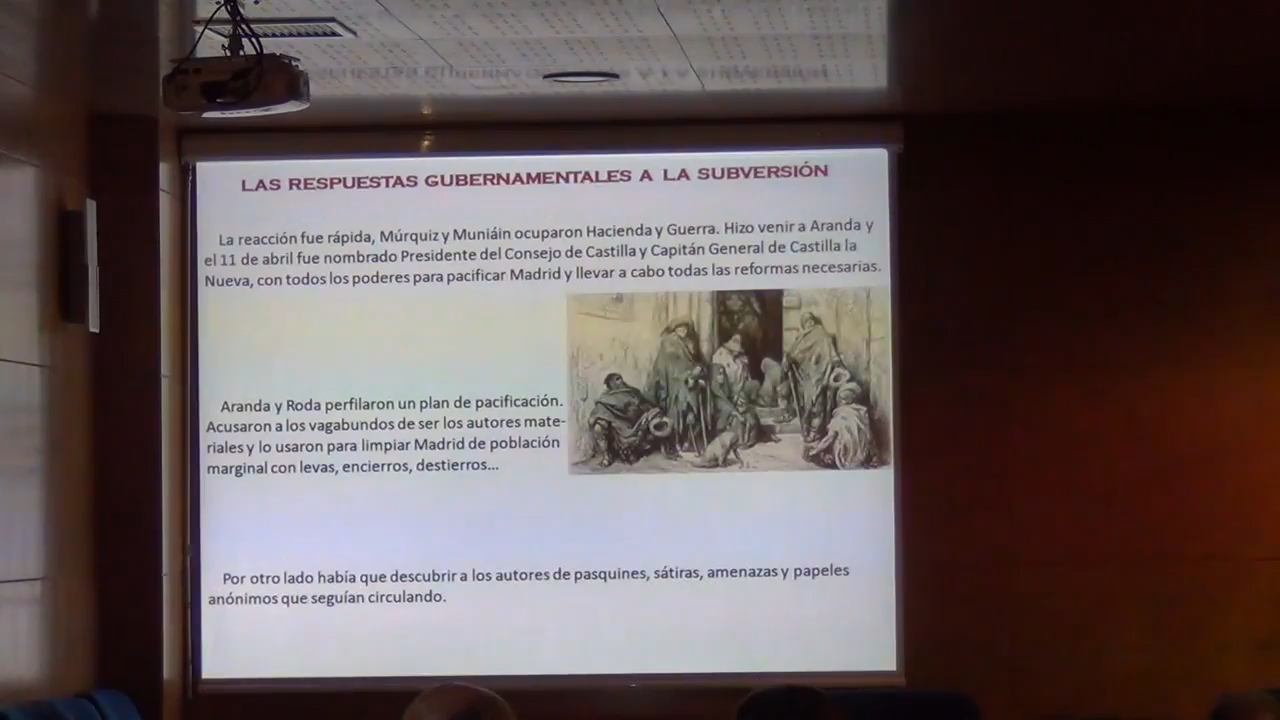 LAS RESPUESTAS GUBERNAMENTALES A LA SUBVERSIÓN
La reacción fue rápida, Múrquiz y Muniáin ocuparon Hacienda y Guerra. Hizo venir a Aranda y
el 11 de abril fue nombrado Presidente del Consejo de Castilla y Capitán General de Castilla la
Nueva, con todos los poderes para pacificar Madrid y llevar a cabo todas las reformas necesarias.
Aranda y Roda perfilaron un plan de pacificación.
Acusaron a los vagabundos de ser los autores mate-
riales y lo usaron para limpiar Madrid de población
marginal con levas, encierros, destierros...
Por otro lado había que descubrir a los autores de pasquines, sátiras, amenazas y papeles
anónimos que seguían circulando.